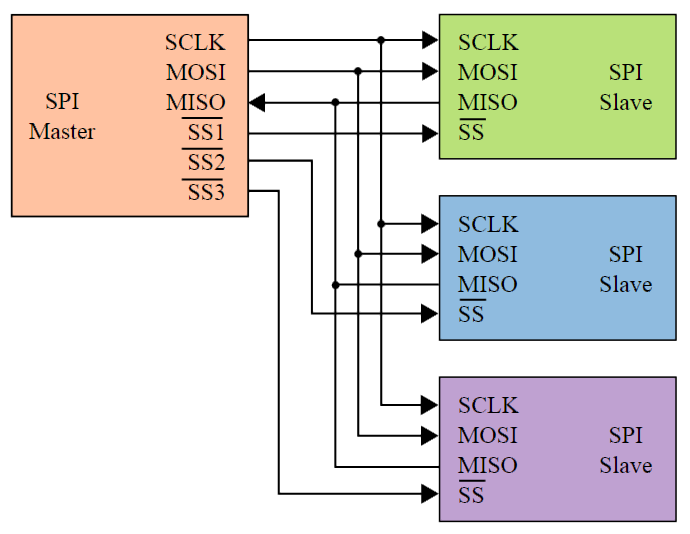 SPI
Master
SCLK
MOSI
MISO
SS1
SS2
SS3
SCLK
MOSI
MISO
SS
SPI
Slave
SCLK
MOSI
MISO
SS
SPI
Slave
SCLK
MOSI
MISO
SS
SPI
Slave